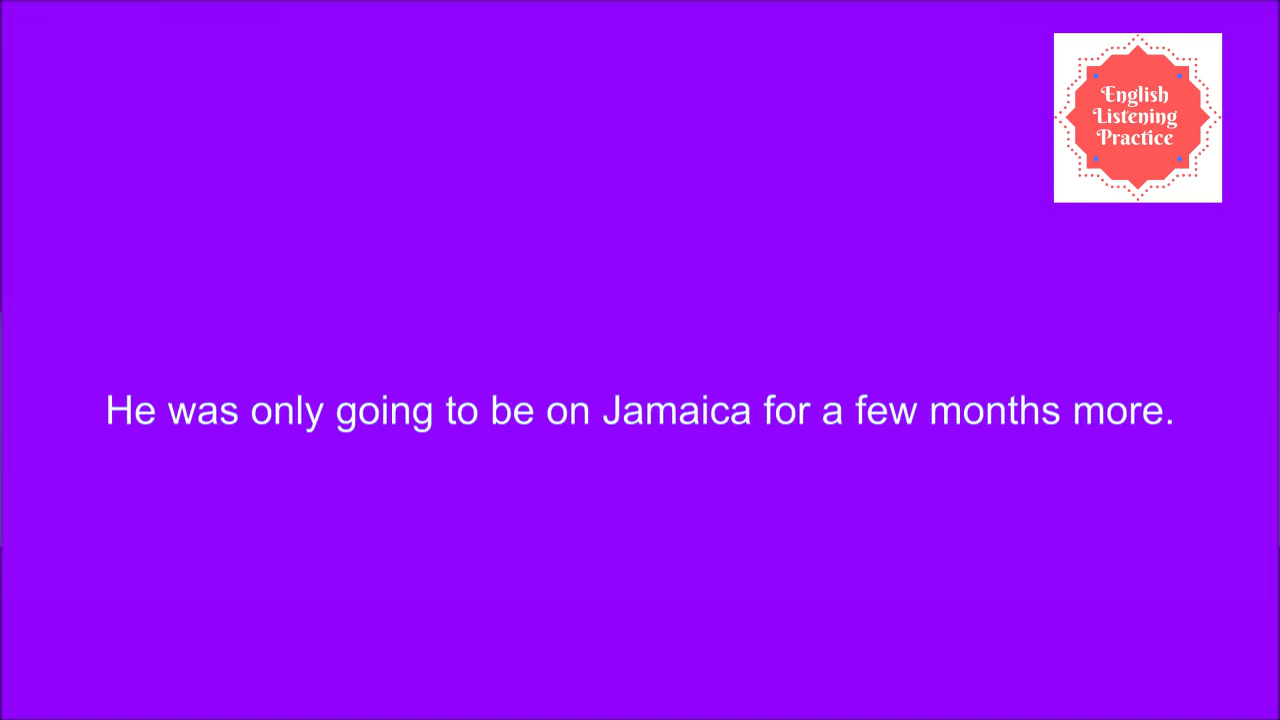 English
Listening
Practice
He was only going to be on Jamaica for a few months more.